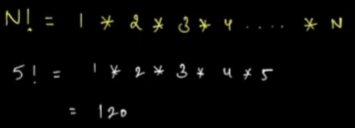 N! = 1 * 2 * 3 * 4 .... * N
5! = 1 * 2 * 3 * 4 * 5
= 120